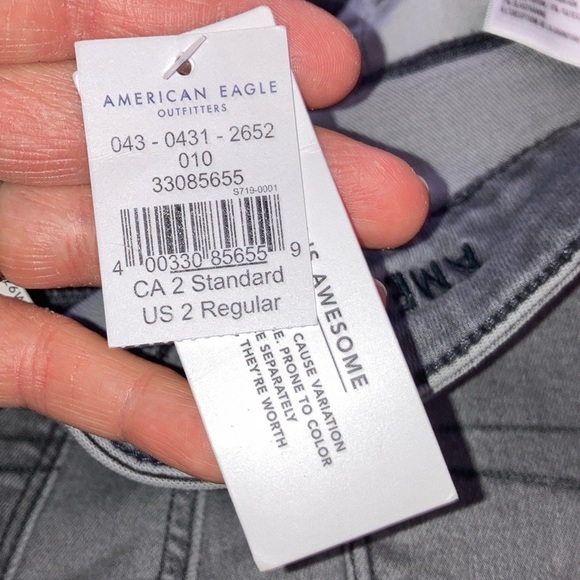 AMERICAN EAGLE
OUTFITTERS
043 - 0431 - 2652
010
33085655
S719-0001
4 00330 85655 9
CA 2 Standard
US 2 Regular
AWESOME
CAUSE VARIATION
PRONE TO COLOR
SEPARATELY
THEY'RE WORTH
AME